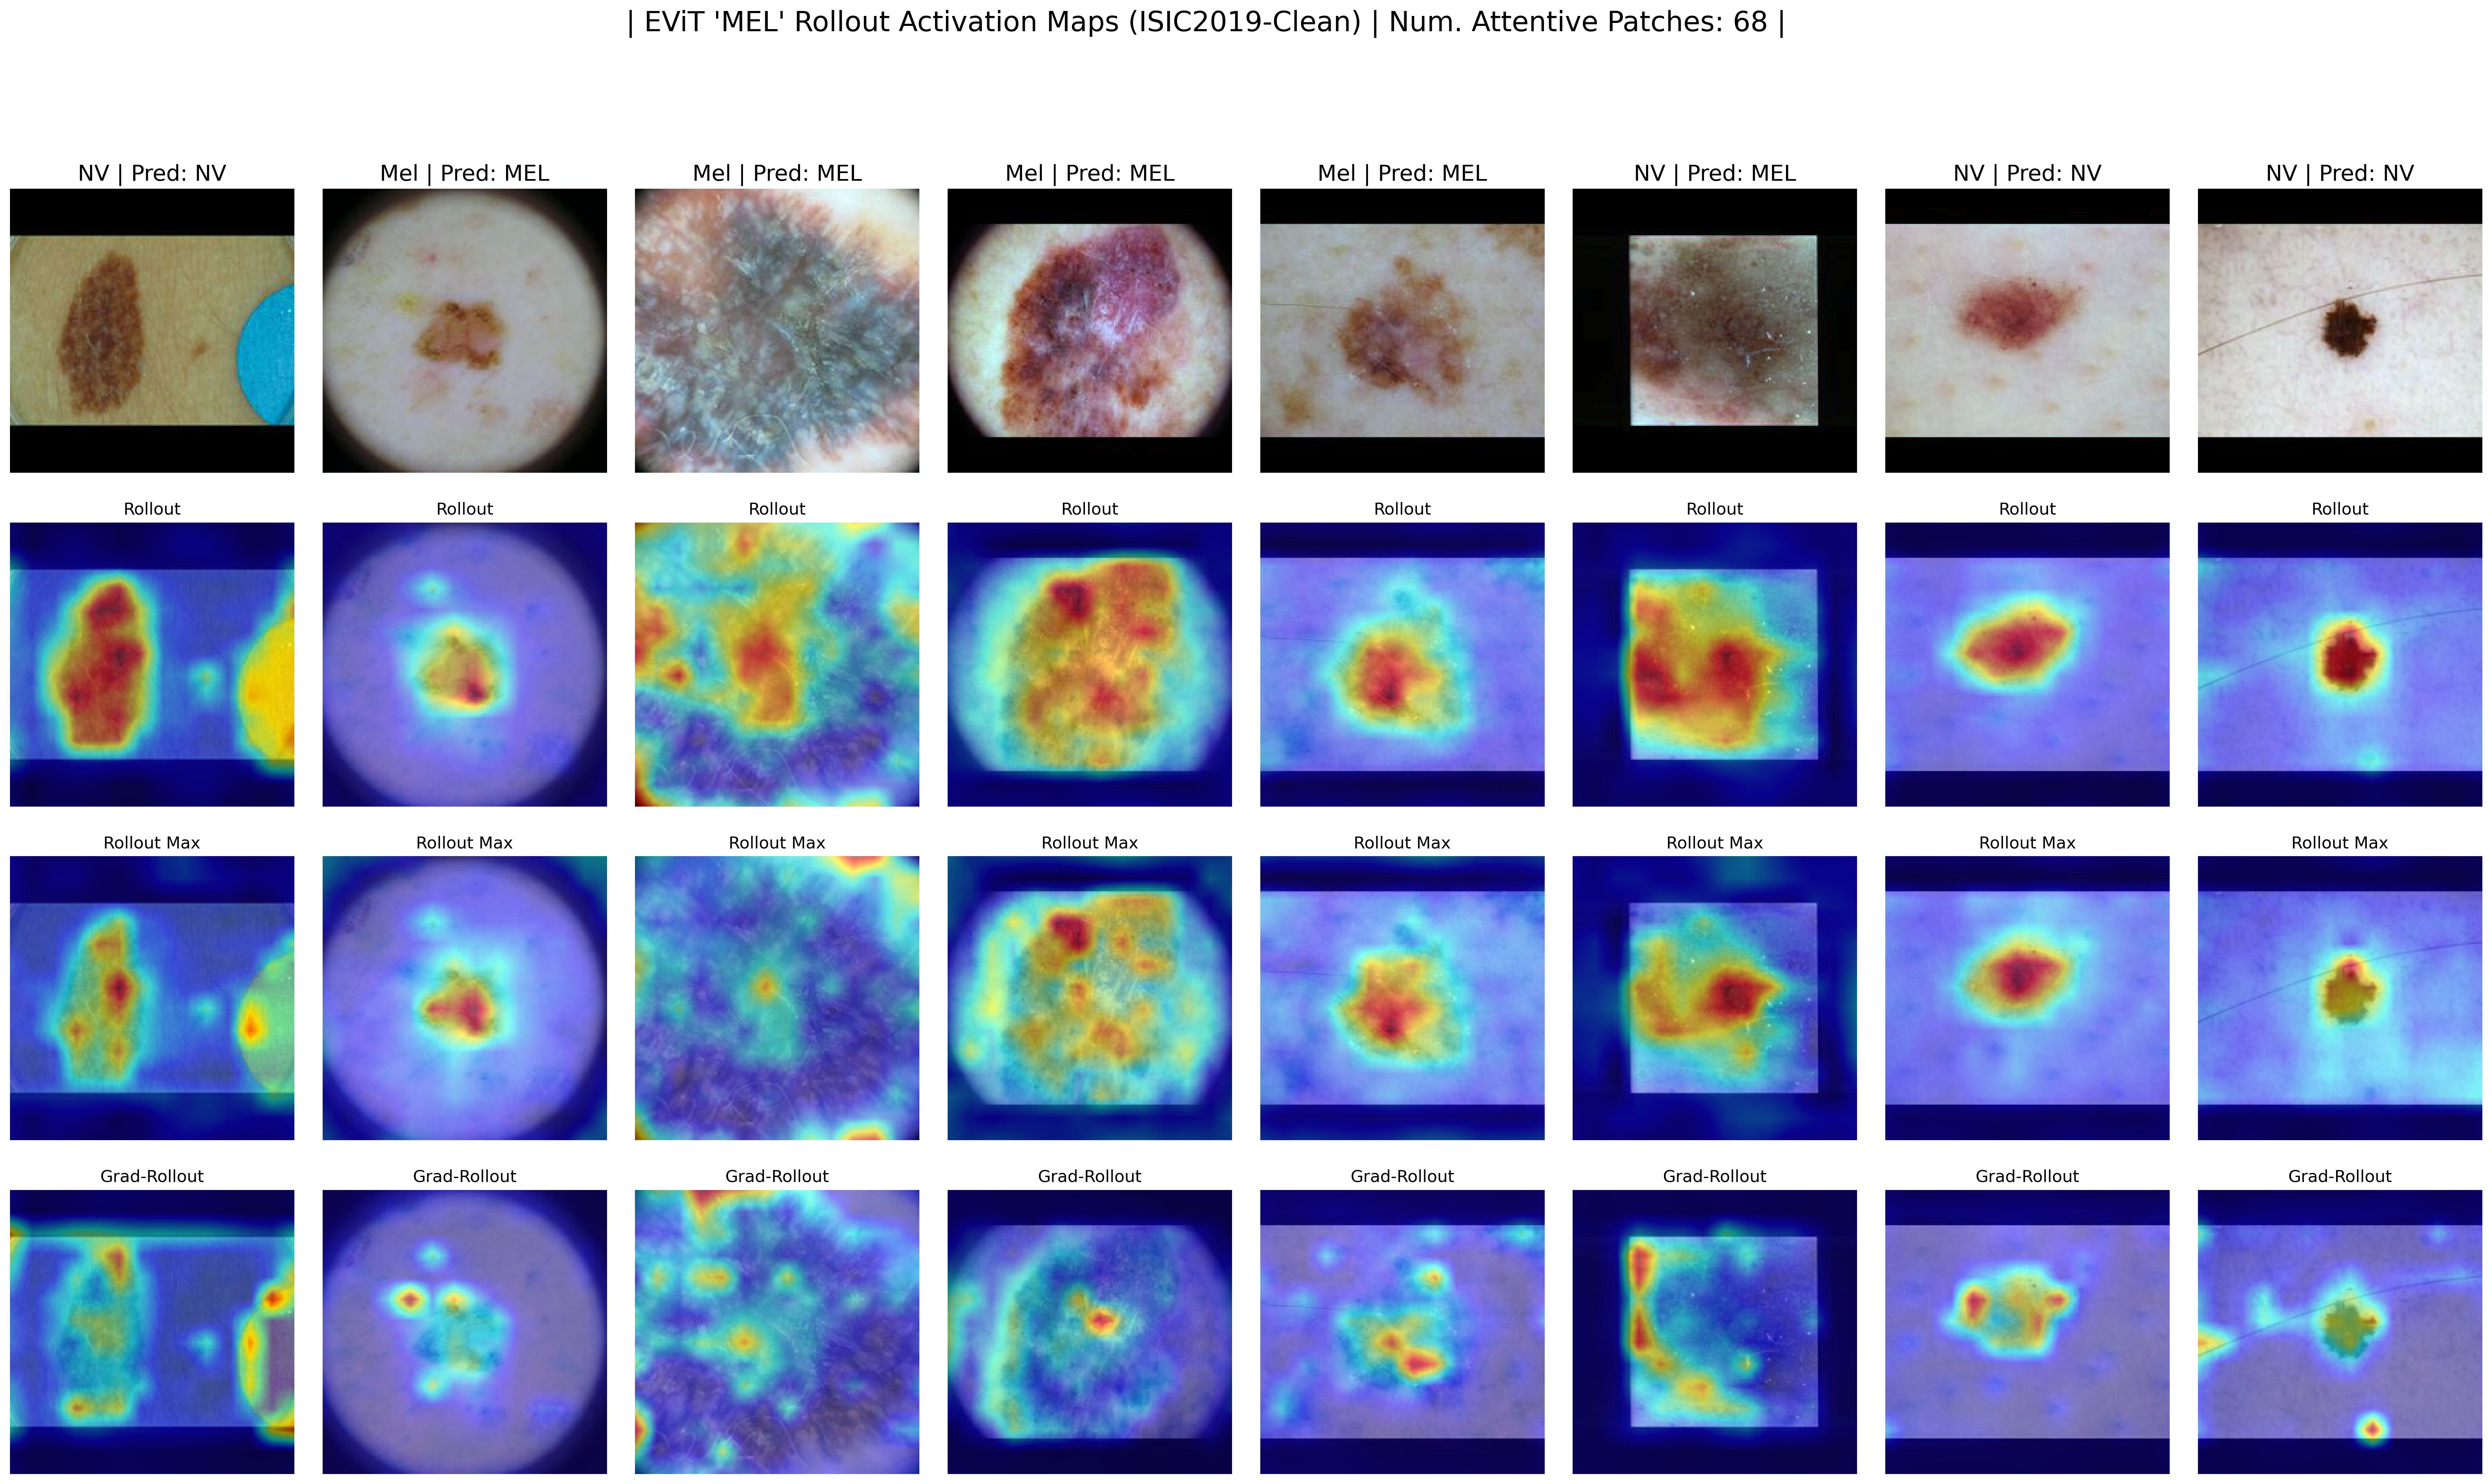 | EViT 'MEL' Rollout Activation Maps (ISIC2019-Clean) | Num. Attentive Patches: 68 |
NV | Pred: NV
Mel | Pred: MEL
Mel | Pred: MEL
Mel | Pred: MEL
Mel | Pred: MEL
NV | Pred: MEL
NV | Pred: NV
NV | Pred: NV
Rollout
Rollout
Rollout
Rollout
Rollout
Rollout
Rollout
Rollout
Rollout Max
Rollout Max
Rollout Max
Rollout Max
Rollout Max
Rollout Max
Rollout Max
Rollout Max
Grad-Rollout
Grad-Rollout
Grad-Rollout
Grad-Rollout
Grad-Rollout
Grad-Rollout
Grad-Rollout
Grad-Rollout